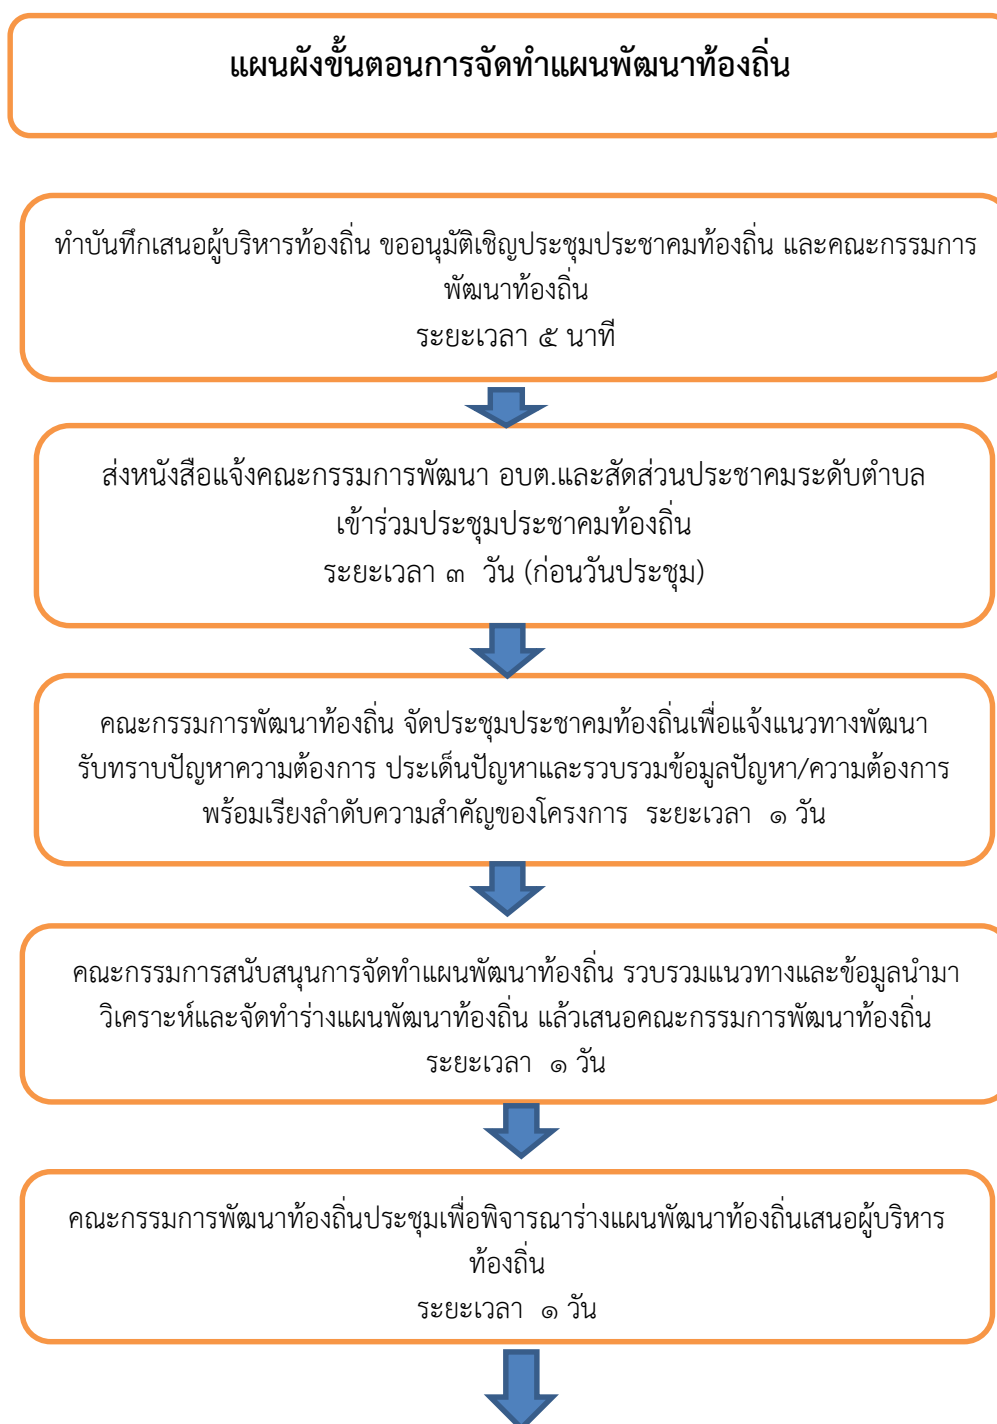 แผนผังขั้นตอนการจัดทำแผนพัฒนาท้องถิ่น
ทำบันทึกเสนอผู้บริหารท้องถิ่น ขออนุมัติเชิญประชุมประชาคมท้องถิ่น และคณะกรรมการ
พัฒนาท้องถิ่น
ระยะเวลา ๕ นาที
ส่งหนังสือแจ้งคณะกรรมการพัฒนา อบต.และสัดส่วนประชาคมระดับตำบล
เข้าร่วมประชุมประชาคมท้องถิ่น
ระยะเวลา ๓ วัน (ก่อนวันประชุม)
คณะกรรมการพัฒนาท้องถิ่น จัดประชุมประชาคมท้องถิ่นเพื่อแจ้งแนวทางพัฒนา
รับทราบปัญหาความต้องการ ประเด็นปัญหาและรวบรวมข้อมูลปัญหา/ความต้องการ
พร้อมเรียงลำดับความสำคัญของโครงการ ระยะเวลา ๑ วัน
คณะกรรมการสนับสนุนการจัดทำแผนพัฒนาท้องถิ่น รวบรวมแนวทางและข้อมูลนำมา
วิเคราะห์และจัดทำร่างแผนพัฒนาท้องถิ่น แล้วเสนอคณะกรรมการพัฒนาท้องถิ่น
ระยะเวลา ๑ วัน
คณะกรรมการพัฒนาท้องถิ่นประชุมเพื่อพิจารณาร่างแผนพัฒนาท้องถิ่นเสนอผู้บริหาร
ท้องถิ่น
ระยะเวลา ๑ วัน